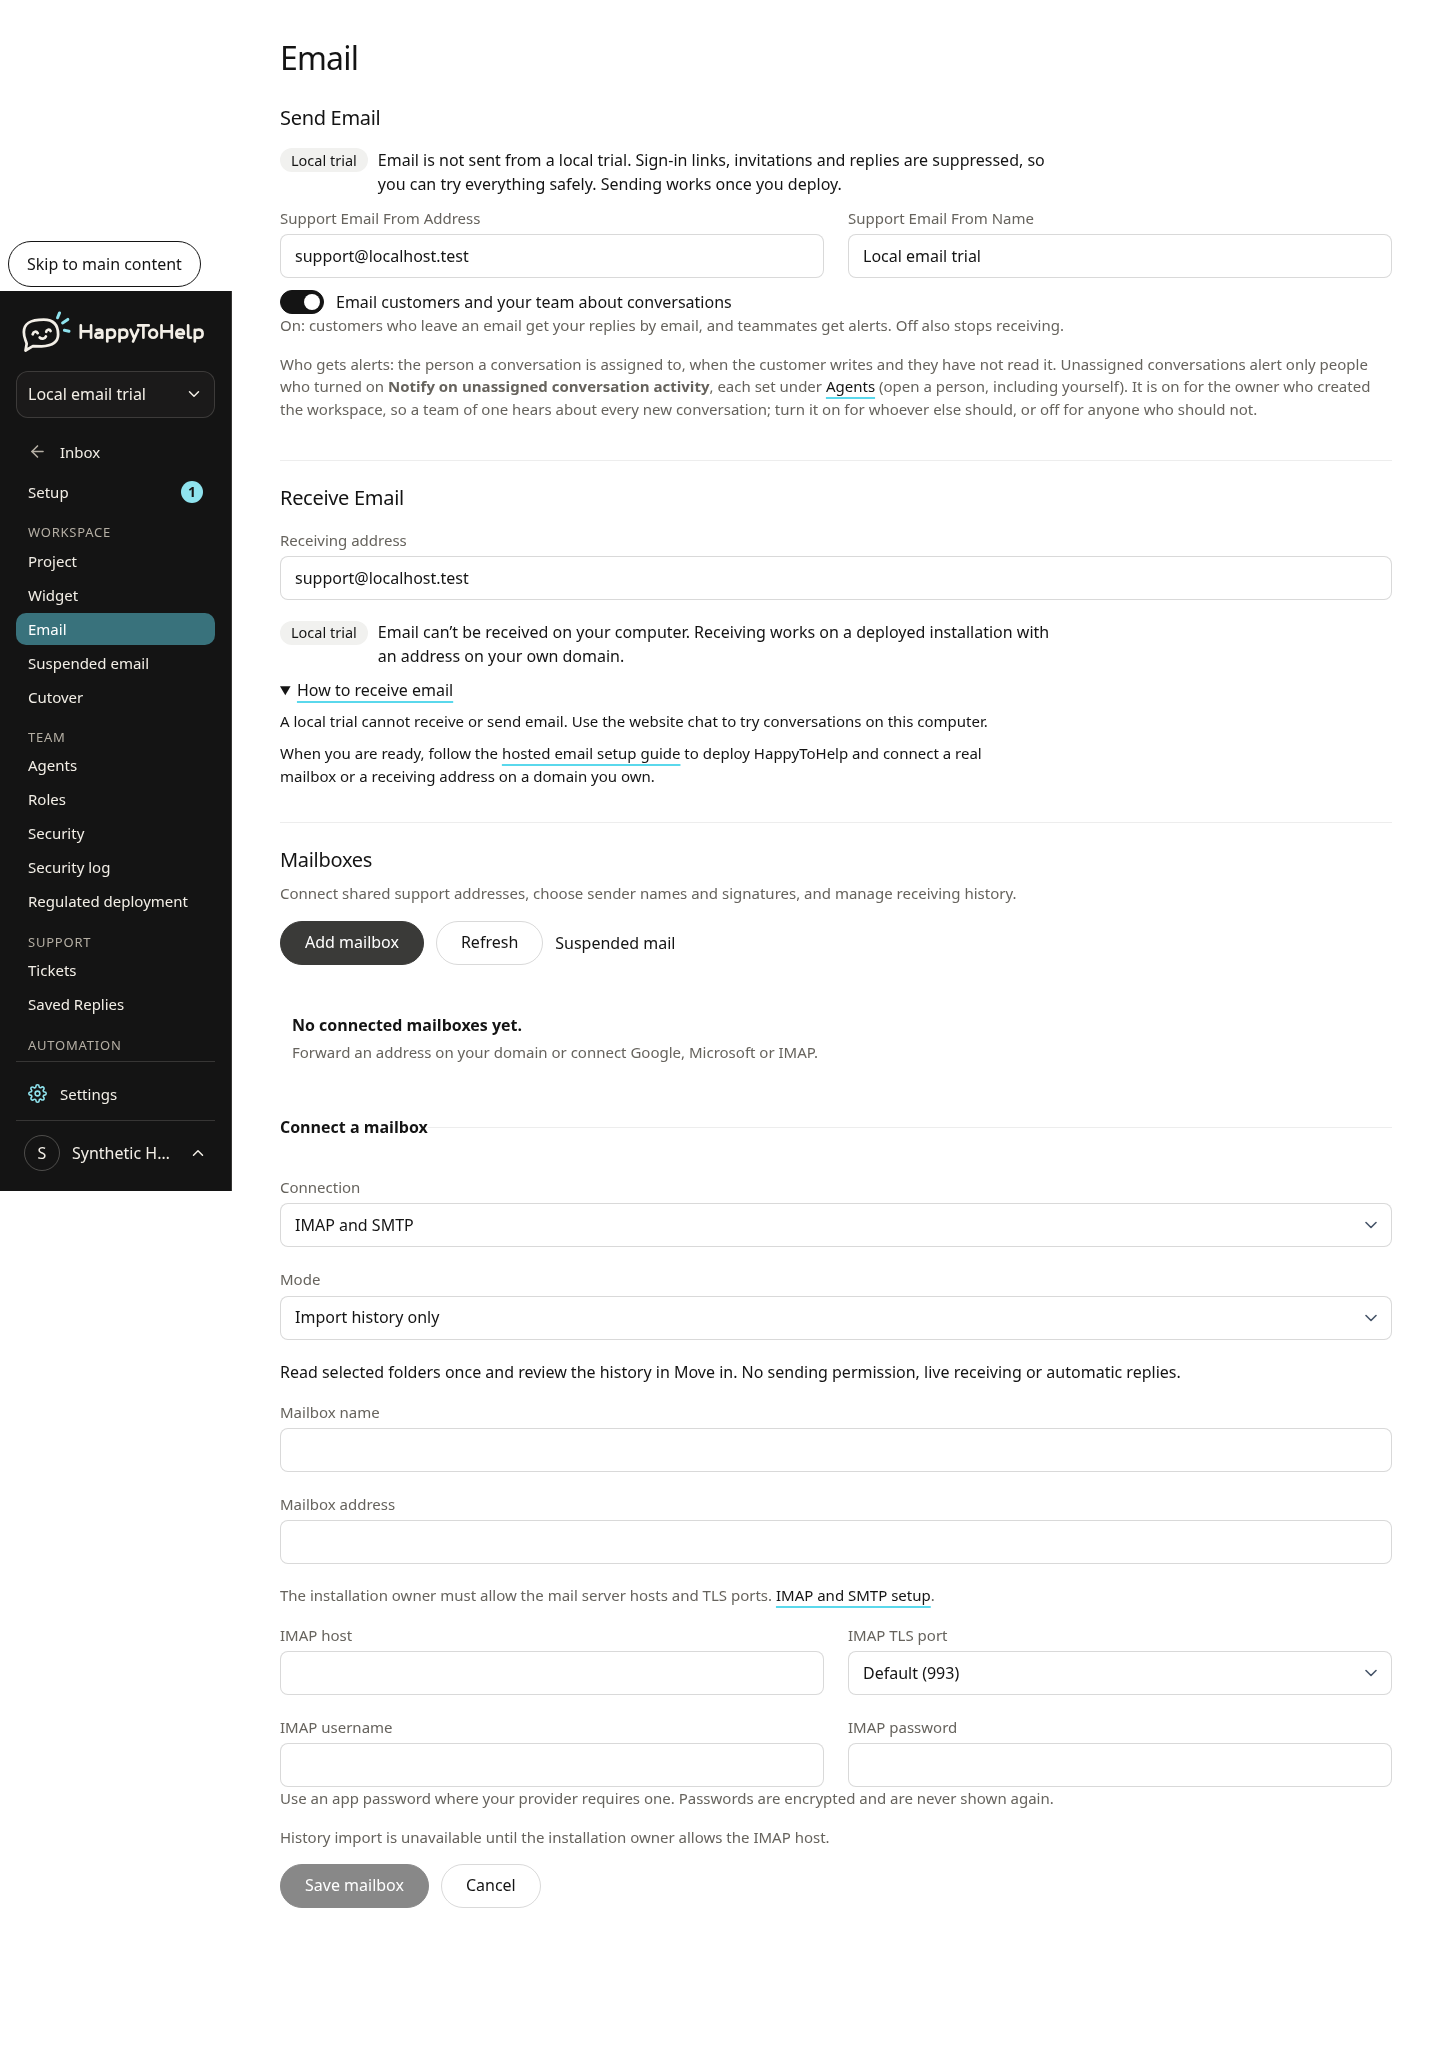 Skip to main content
HappyToHelp
Local email trial
Inbox
Setup
1
WORKSPACE
Project
Widget
Email
Suspended email
Cutover
TEAM
Agents
Roles
Security
Security log
Regulated deployment
SUPPORT
Tickets
Saved Replies
AUTOMATION
Settings
S
Synthetic H...
Email
Send Email
Local trial
Email is not sent from a local trial. Sign-in links, invitations and replies are suppressed, so
you can try everything safely. Sending works once you deploy.
Support Email From Address
support@localhost.test
Support Email From Name
Local email trial
Email customers and your team about conversations
On: customers who leave an email get your replies by email, and teammates get alerts. Off also stops receiving.
Who gets alerts: the person a conversation is assigned to, when the customer writes and they have not read it. Unassigned conversations alert only people
who turned on Notify on unassigned conversation activity, each set under Agents (open a person, including yourself). It is on for the owner who created
the workspace, so a team of one hears about every new conversation; turn it on for whoever else should, or off for anyone who should not.
Receive Email
Receiving address
support@localhost.test
Local trial
Email can’t be received on your computer. Receiving works on a deployed installation with
an address on your own domain.
How to receive email
A local trial cannot receive or send email. Use the website chat to try conversations on this computer.
When you are ready, follow the hosted email setup guide to deploy HappyToHelp and connect a real
mailbox or a receiving address on a domain you own.
Mailboxes
Connect shared support addresses, choose sender names and signatures, and manage receiving history.
Add mailbox
Refresh
Suspended mail
No connected mailboxes yet.
Forward an address on your domain or connect Google, Microsoft or IMAP.
Connect a mailbox
Connection
IMAP and SMTP
Mode
Import history only
Read selected folders once and review the history in Move in. No sending permission, live receiving or automatic replies.
Mailbox name
Mailbox address
The installation owner must allow the mail server hosts and TLS ports. IMAP and SMTP setup.
IMAP host
IMAP TLS port
Default (993)
IMAP username
IMAP password
Use an app password where your provider requires one. Passwords are encrypted and are never shown again.
History import is unavailable until the installation owner allows the IMAP host.
Save mailbox
Cancel